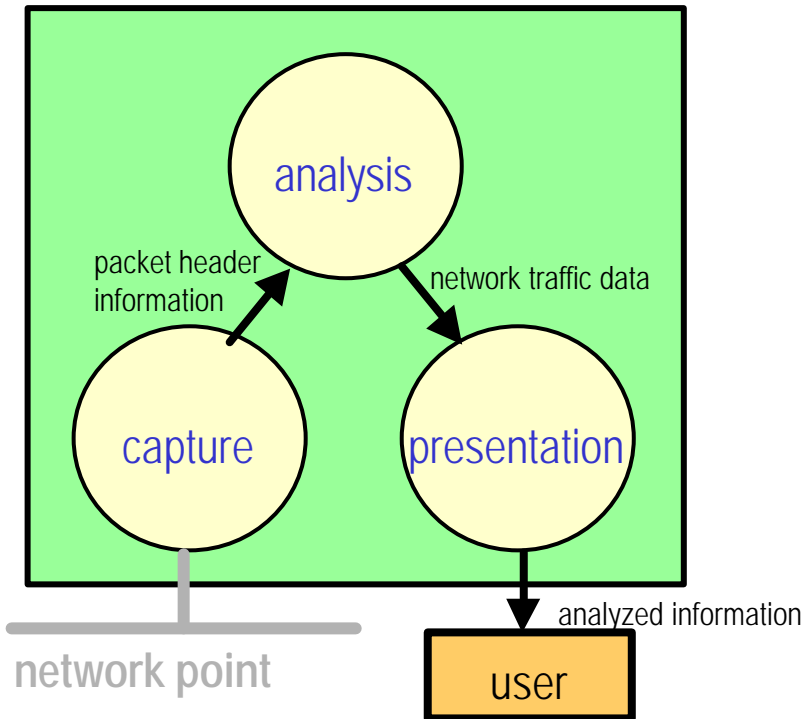 analysis
packet header
information
network traffic data
capture
presentation
analyzed information
network point
user